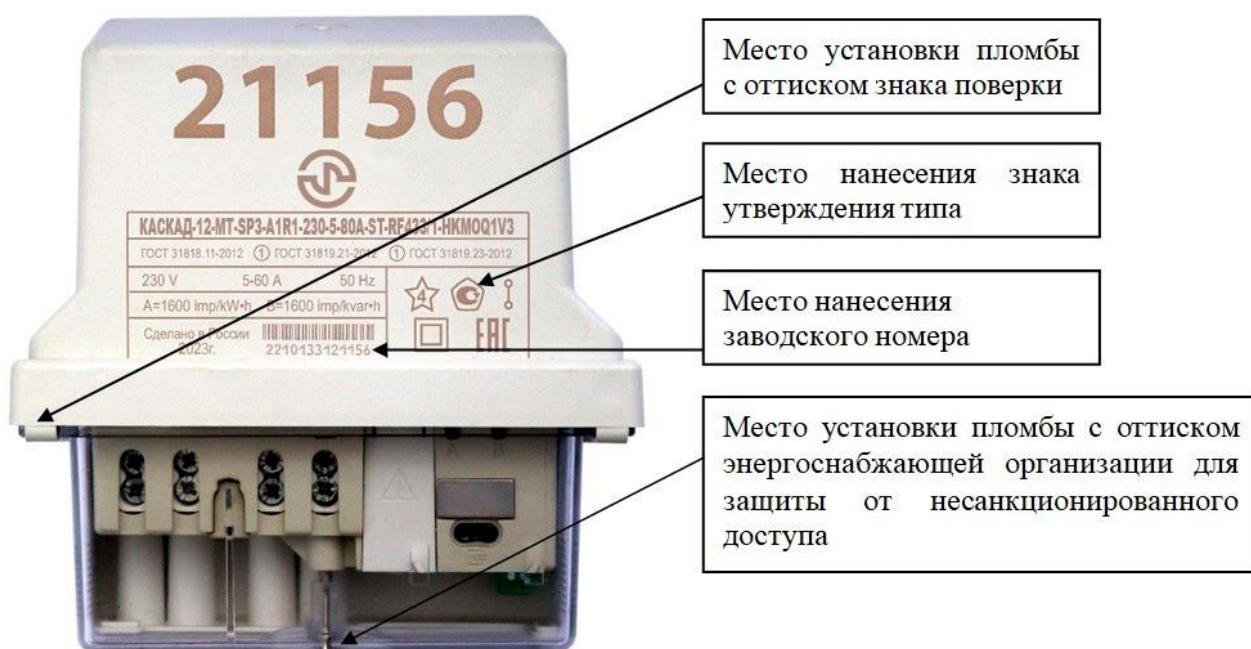 21156
КАСКАД-12-МТ-SP3-A1R1-230-5-80A-ST-RF433/1-HKMOQ1V3
ГОСТ 31818.11-2012 1 ГОСТ 31819.21-2012 1 ГОСТ 31819.23-2012
230 V 5-60 A 50 Hz
A=1600 imp/kW•h B=1600 imp/kvar•h
4
Сделано в России
2023г.
2210133121156
ЕАС
Место установки пломбы
с оттиском знака поверки
Место нанесения знака
утверждения типа
Место нанесения
заводского номера
Место установки пломбы с оттиском
энергоснабжающей организации для
защиты от несанкционированного
доступа